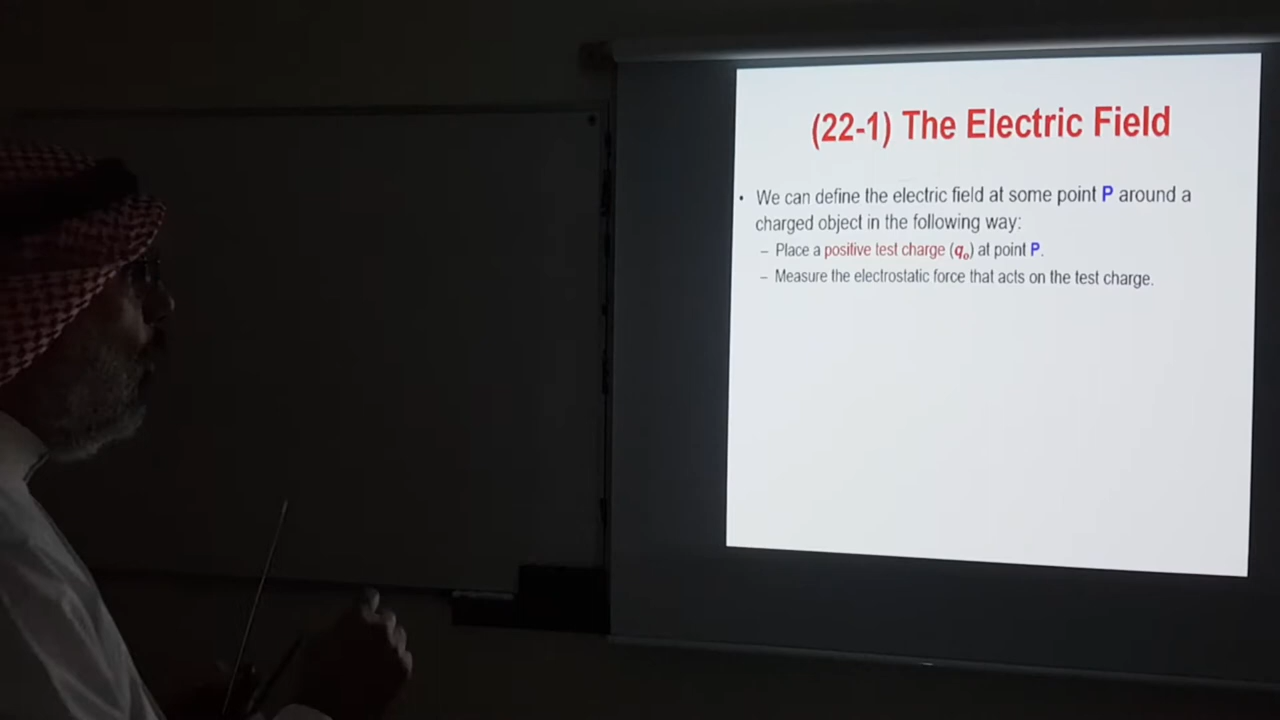 (22-1) The Electric Field
• We can define the electric field at some point P around a
charged object in the following way:
– Place a positive test charge (qₒ) at point P.
– Measure the electrostatic force that acts on the test charge.